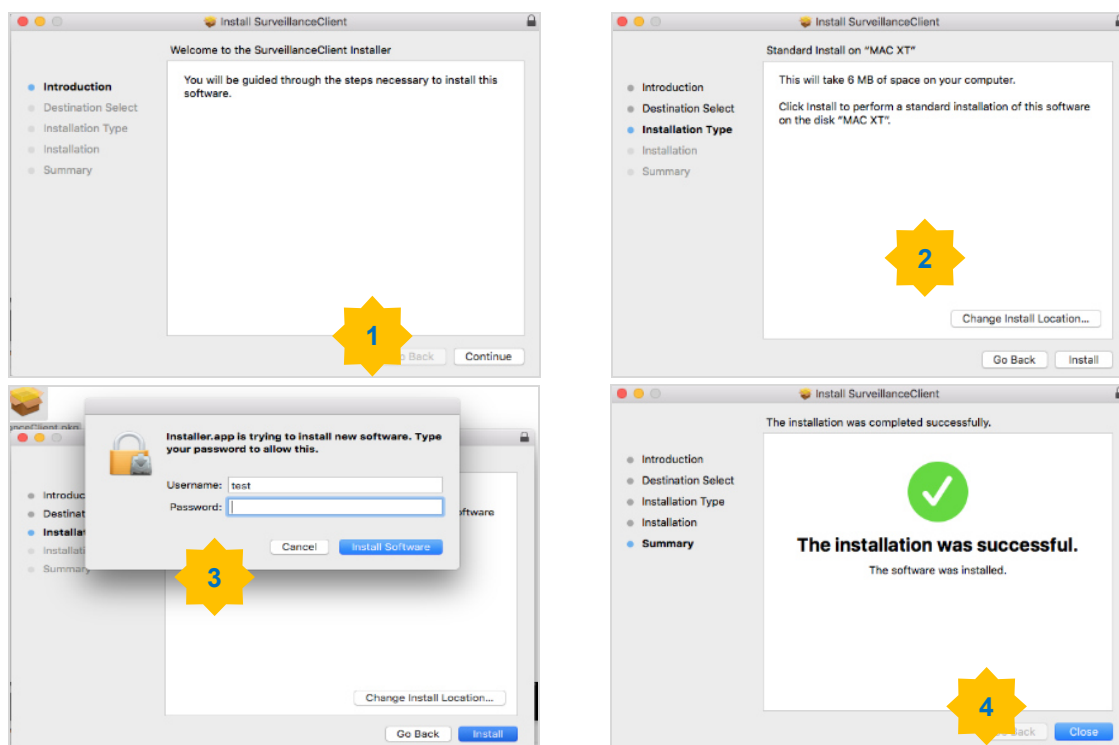 Install SurveillanceClient
Welcome to the SurveillanceClient Installer
Introduction
Destination Select
Installation Type
Installation
Summary
You will be guided through the steps necessary to install this
software.
1
Back
Continue
Install SurveillanceClient
Standard Install on "MAC XT"
Introduction
Destination Select
Installation Type
Installation
Summary
This will take 6 MB of space on your computer.
Click Install to perform a standard installation of this software
on the disk "MAC XT".
2
Change Install Location...
Go Back
Install
Installer.app is trying to install new software. Type
your password to allow this.
Username: test
Password:
Cancel
Install Software
3
Change Install Location...
Go Back
Install
Install SurveillanceClient
The installation was completed successfully.
Introduction
Destination Select
Installation Type
Installation
Summary
The installation was successful.
The software was installed.
4
Close